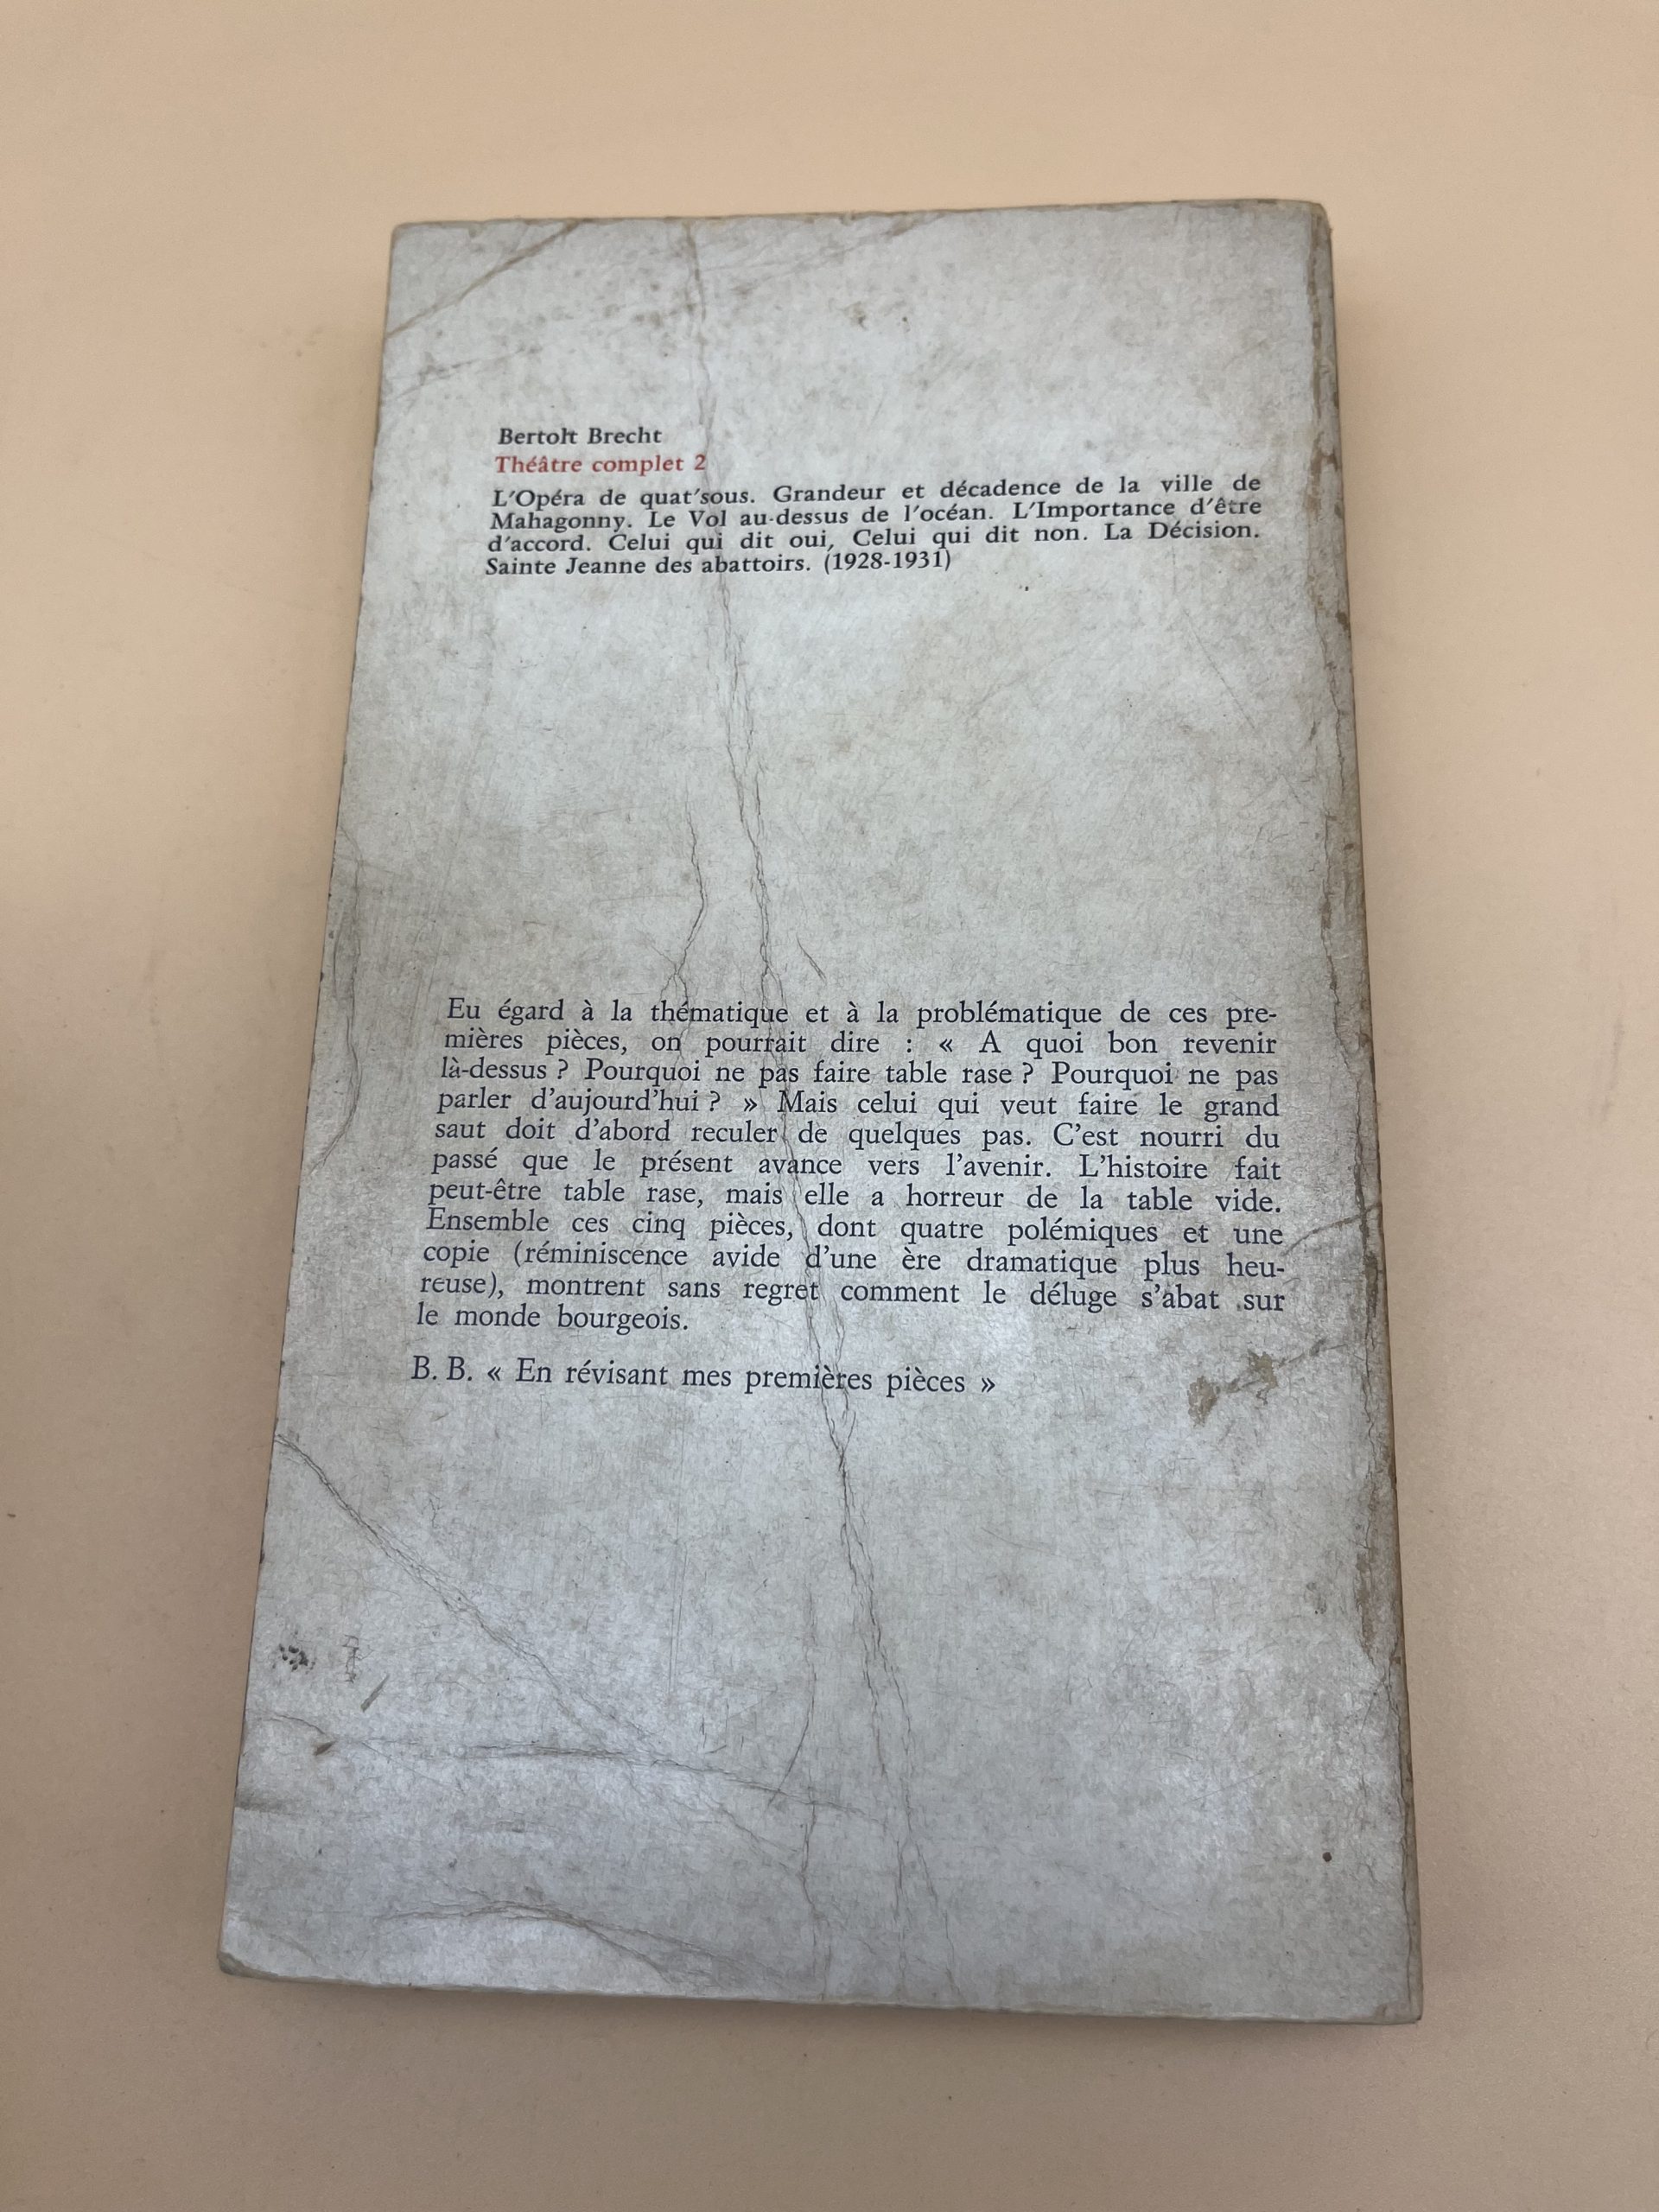 Bertolt Brecht
Théâtre complet 2
L'Opéra de quat'sous. Grandeur et décadence de la ville de
Mahagonny. Le Vol au-dessus de l'océan. L'Importance d'être
d'accord. Celui qui dit oui, Celui qui dit non. La Décision.
Sainte Jeanne des abattoirs. (1928-1931)
Eu égard à la thématique et à la problématique de ces pre-
mières pièces, on pourrait dire : « A quoi bon revenir
là-dessus ? Pourquoi ne pas faire table rase ? Pourquoi ne pas
parler d'aujourd'hui ? » Mais celui qui veut faire le grand
saut doit d'abord reculer de quelques pas. C'est nourri du
passé que le présent avance vers l'avenir. L'histoire fait
peut-être table rase, mais elle a horreur de la table vide.
Ensemble ces cinq pièces, dont quatre polémiques et une
copie (réminiscence avide d'une ère dramatique plus heu-
reuse), montrent sans regret comment le déluge s'abat sur
le monde bourgeois.
B. B. « En révisant mes premières pièces »